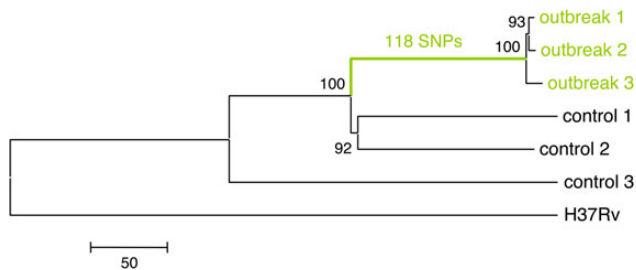 93
outbreak 1
118 SNPs
100
outbreak 2
100
outbreak 3
control 1
92
control 2
control 3
H37Rv
50